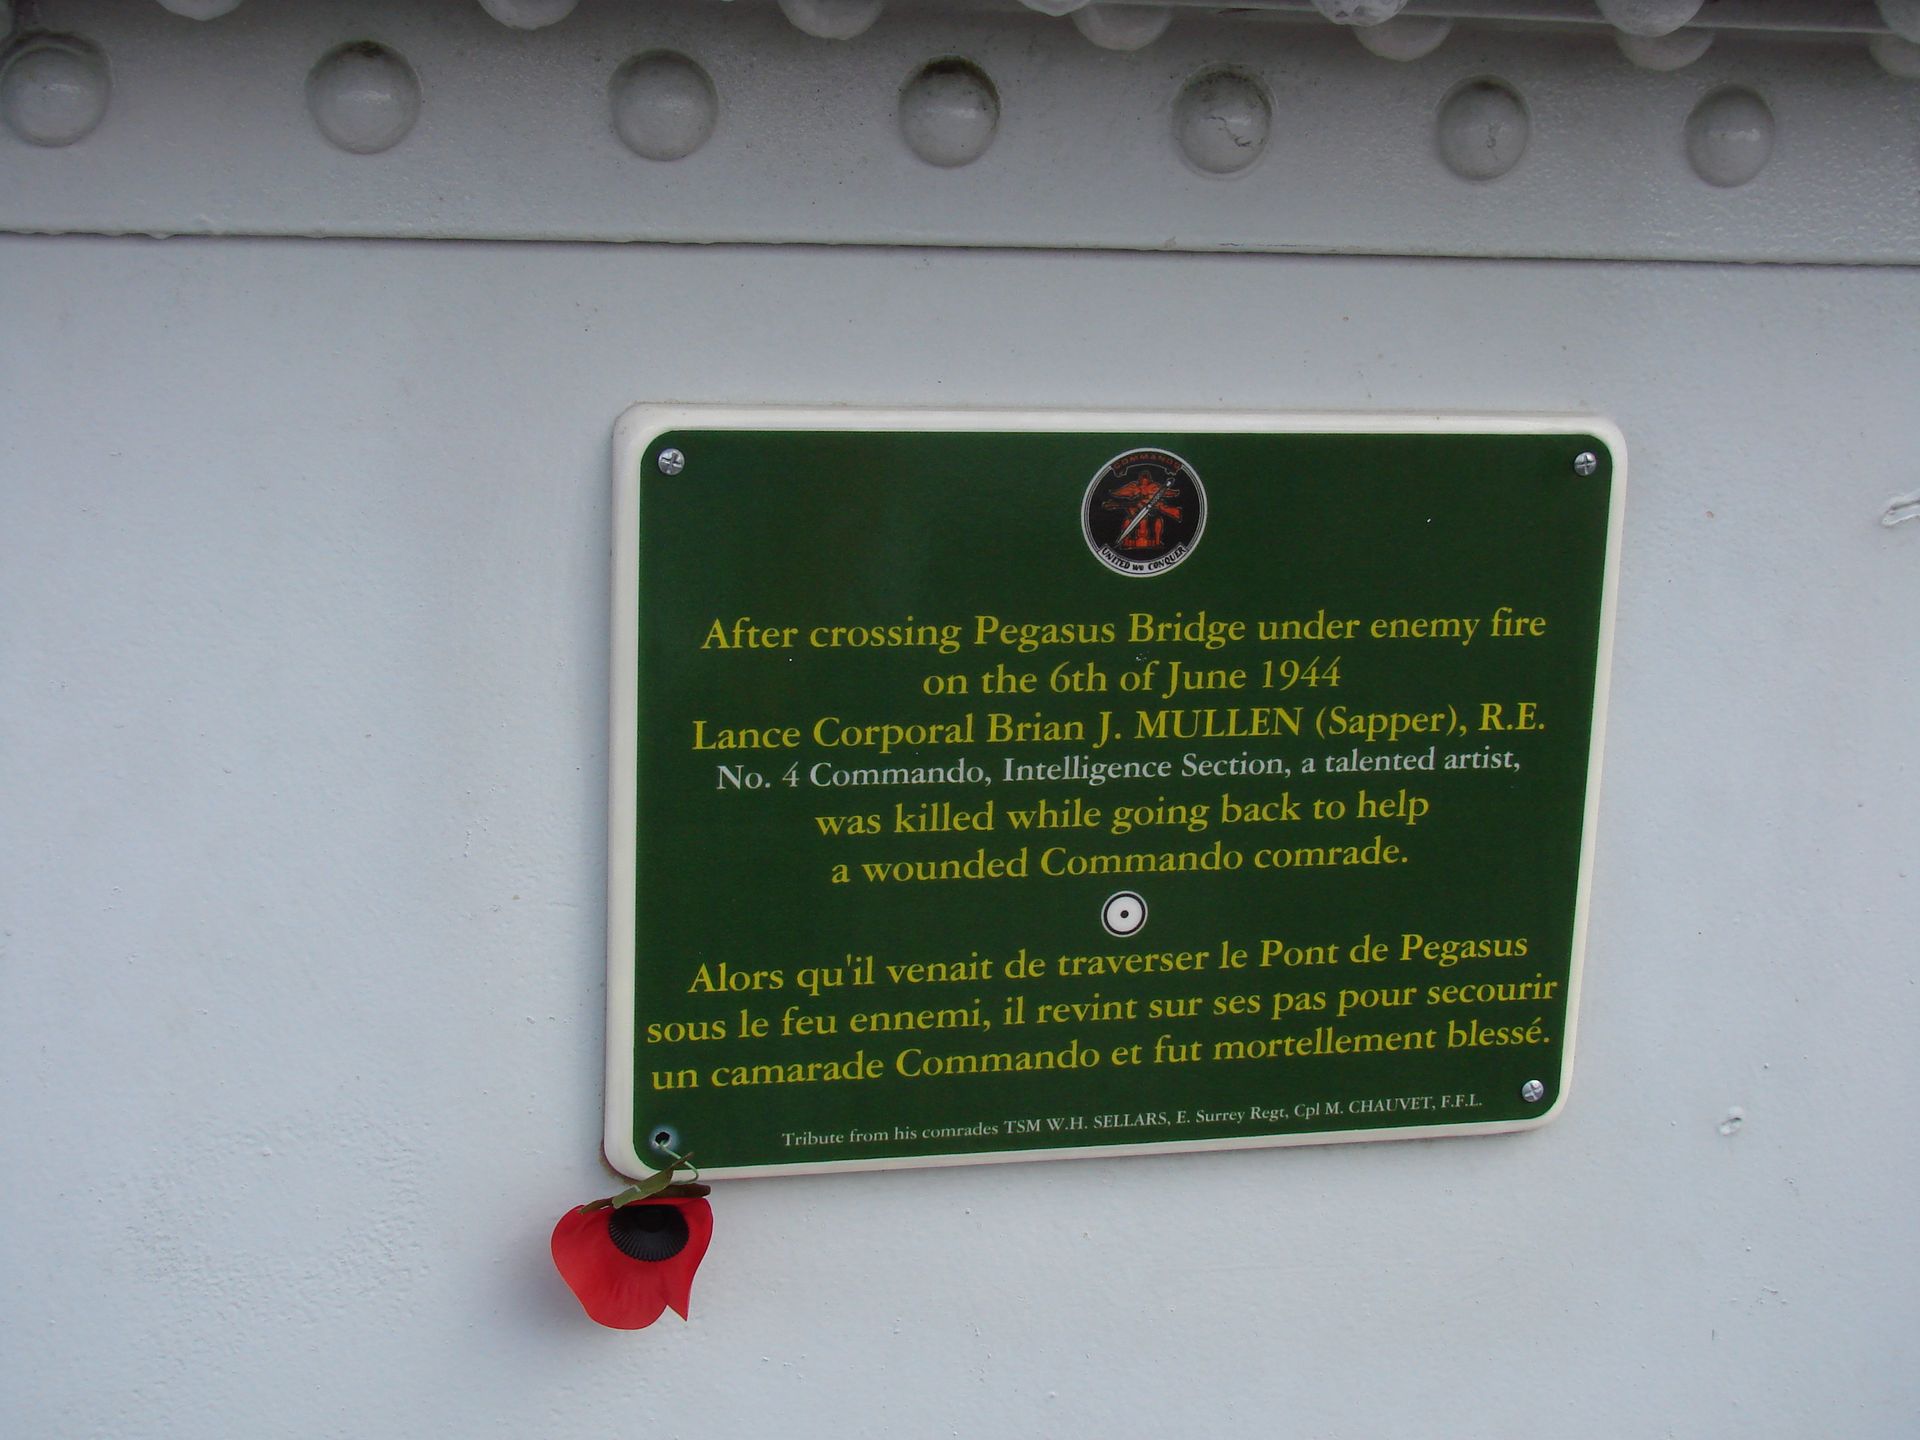 COMMANDO
UNITED WE CONQUER
After crossing Pegasus Bridge under enemy fire
on the 6th of June 1944
Lance Corporal Brian J. MULLEN (Sapper), R.E.
No. 4 Commando, Intelligence Section, a talented artist,
was killed while going back to help
a wounded Commando comrade.
Alors qu'il venait de traverser le Pont de Pegasus
sous le feu ennemi, il revint sur ses pas pour secourir
un camarade Commando et fut mortellement blessé.
Tribute from his comrades TSM W.H. SELLARS, E. Surrey Regt, Cpl M. CHAUVET, F.F.L.